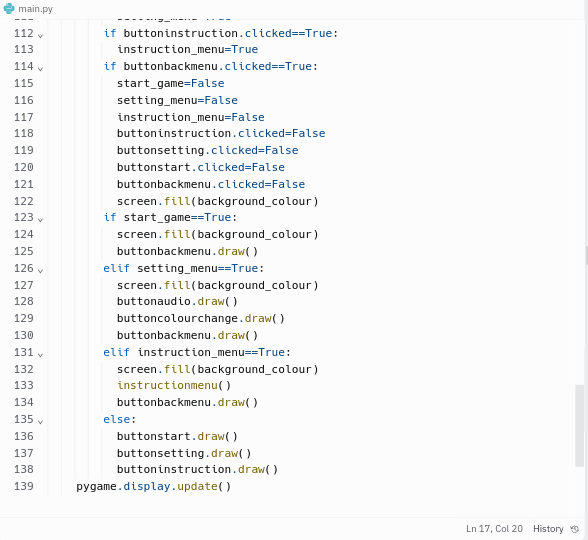 main.py
112 if buttoninstruction.clicked==True:
113 instruction_menu=True
114 if buttonbackmenu.clicked==True:
115 start_game=False
116 setting_menu=False
117 instruction_menu=False
118 buttoninstruction.clicked=False
119 buttonsetting.clicked=False
120 buttonstart.clicked=False
121 buttonbackmenu.clicked=False
122 screen.fill(background_colour)
123 if start_game==True:
124 screen.fill(background_colour)
125 buttonbackmenu.draw()
126 elif setting_menu==True:
127 screen.fill(background_colour)
128 buttonaudio.draw()
129 buttoncolourchange.draw()
130 buttonbackmenu.draw()
131 elif instruction_menu==True:
132 screen.fill(background_colour)
133 instructionmenu()
134 buttonbackmenu.draw()
135 else:
136 buttonstart.draw()
137 buttonsetting.draw()
138 buttoninstruction.draw()
139 pygame.display.update()
Ln 17, Col 20 History